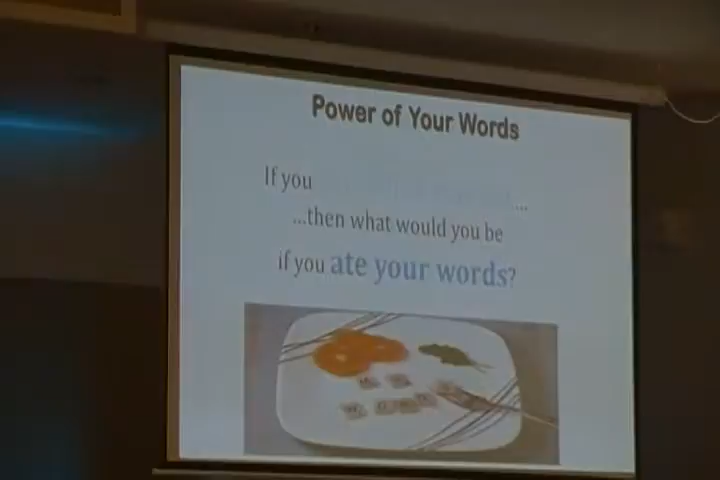 Power of Your Words
If you ...
...then what would you be
if you ate your words?